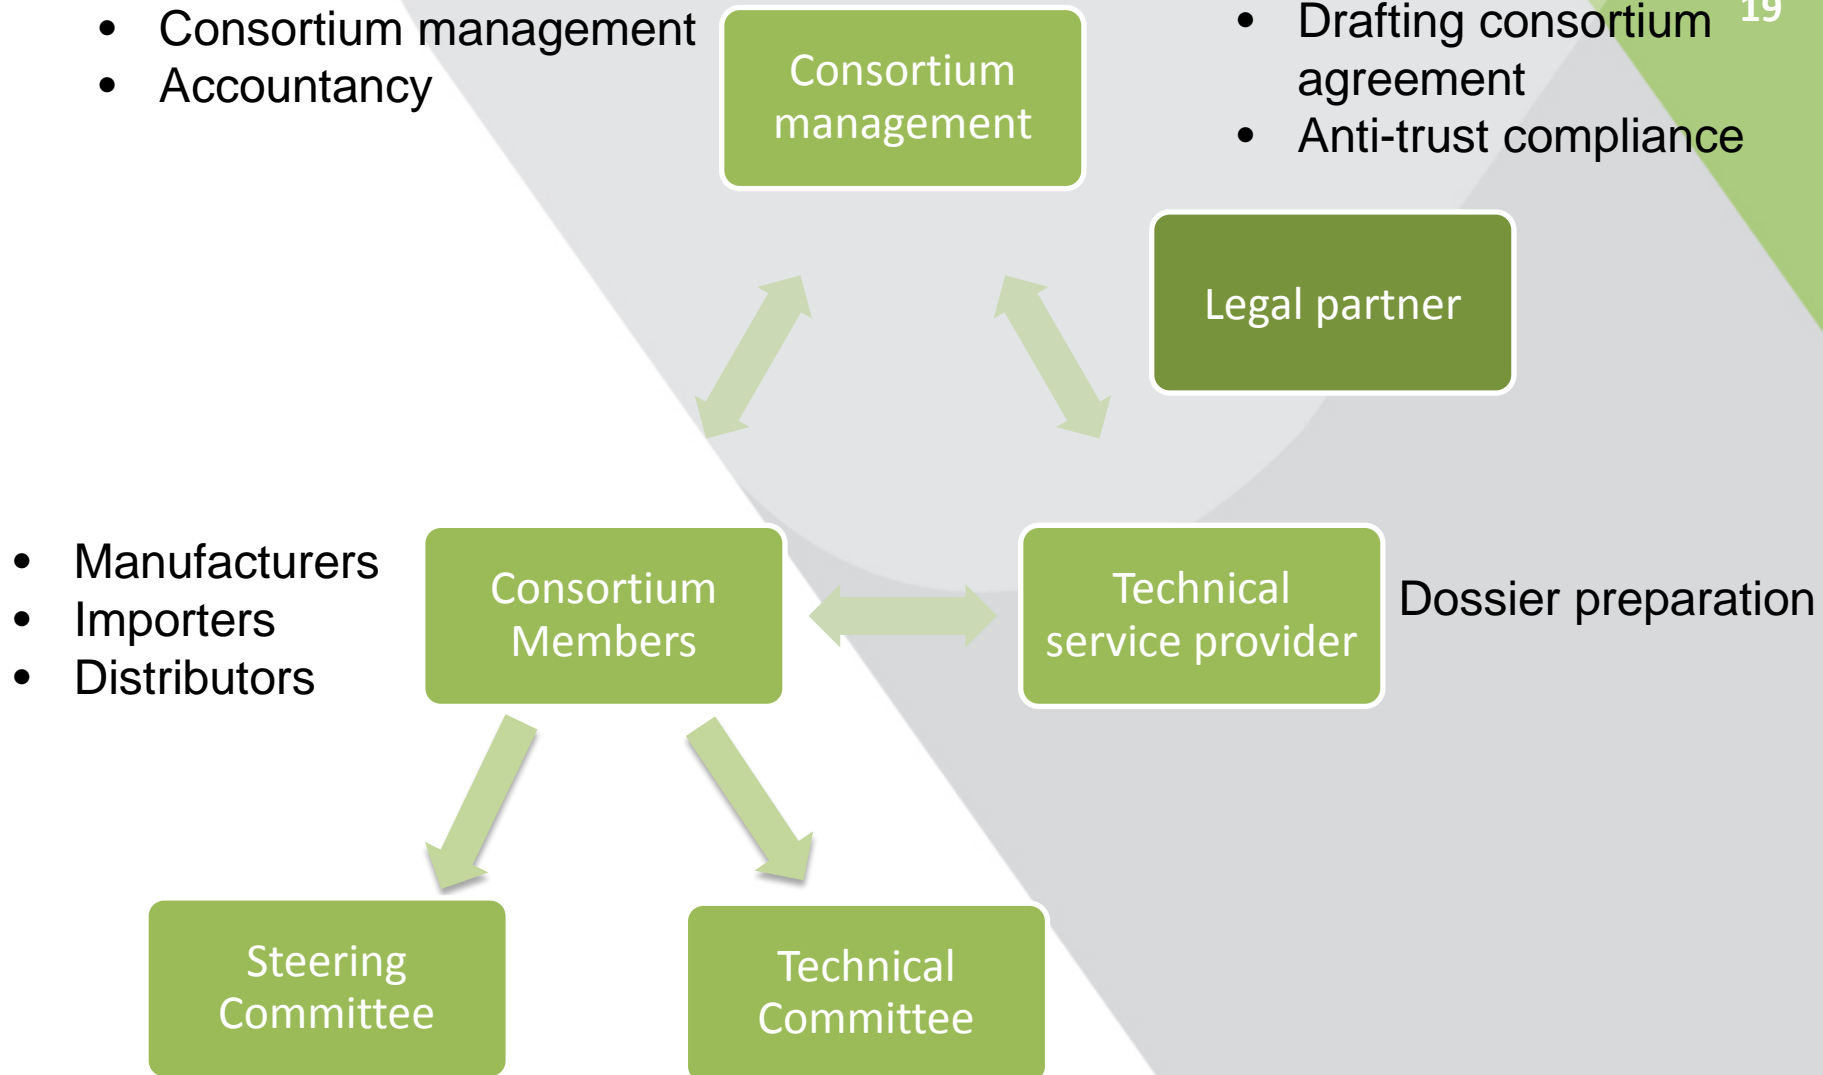 • Consortium management
• Accountancy
Consortium
management
• Drafting consortium
agreement
• Anti-trust compliance
19
Legal partner
• Manufacturers
• Importers
• Distributors
Consortium
Members
Technical
service provider
Dossier preparation
Steering
Committee
Technical
Committee